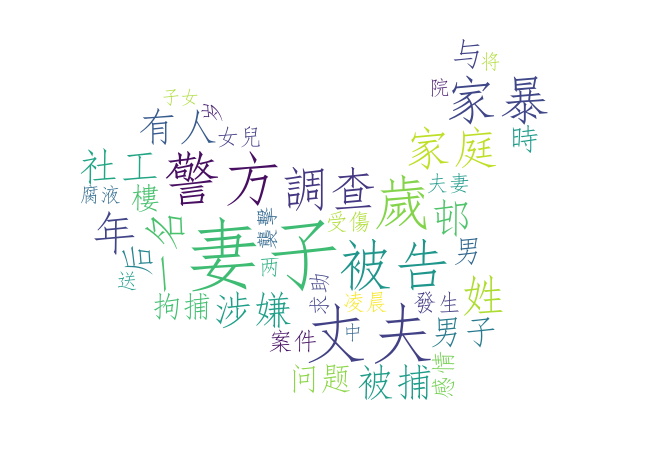 与
将
院
家暴
子女
岁
有人
女兒
家庭
時
社工
警方
調查
歲
夫妻
腐液
樓
受傷
邨
年
后
一名
妻子
襲擊
两
被告
男
送
拘捕
涉嫌
求助
凌晨
發生
姓
案件
丈夫
中
男子
问题
被捕
感情